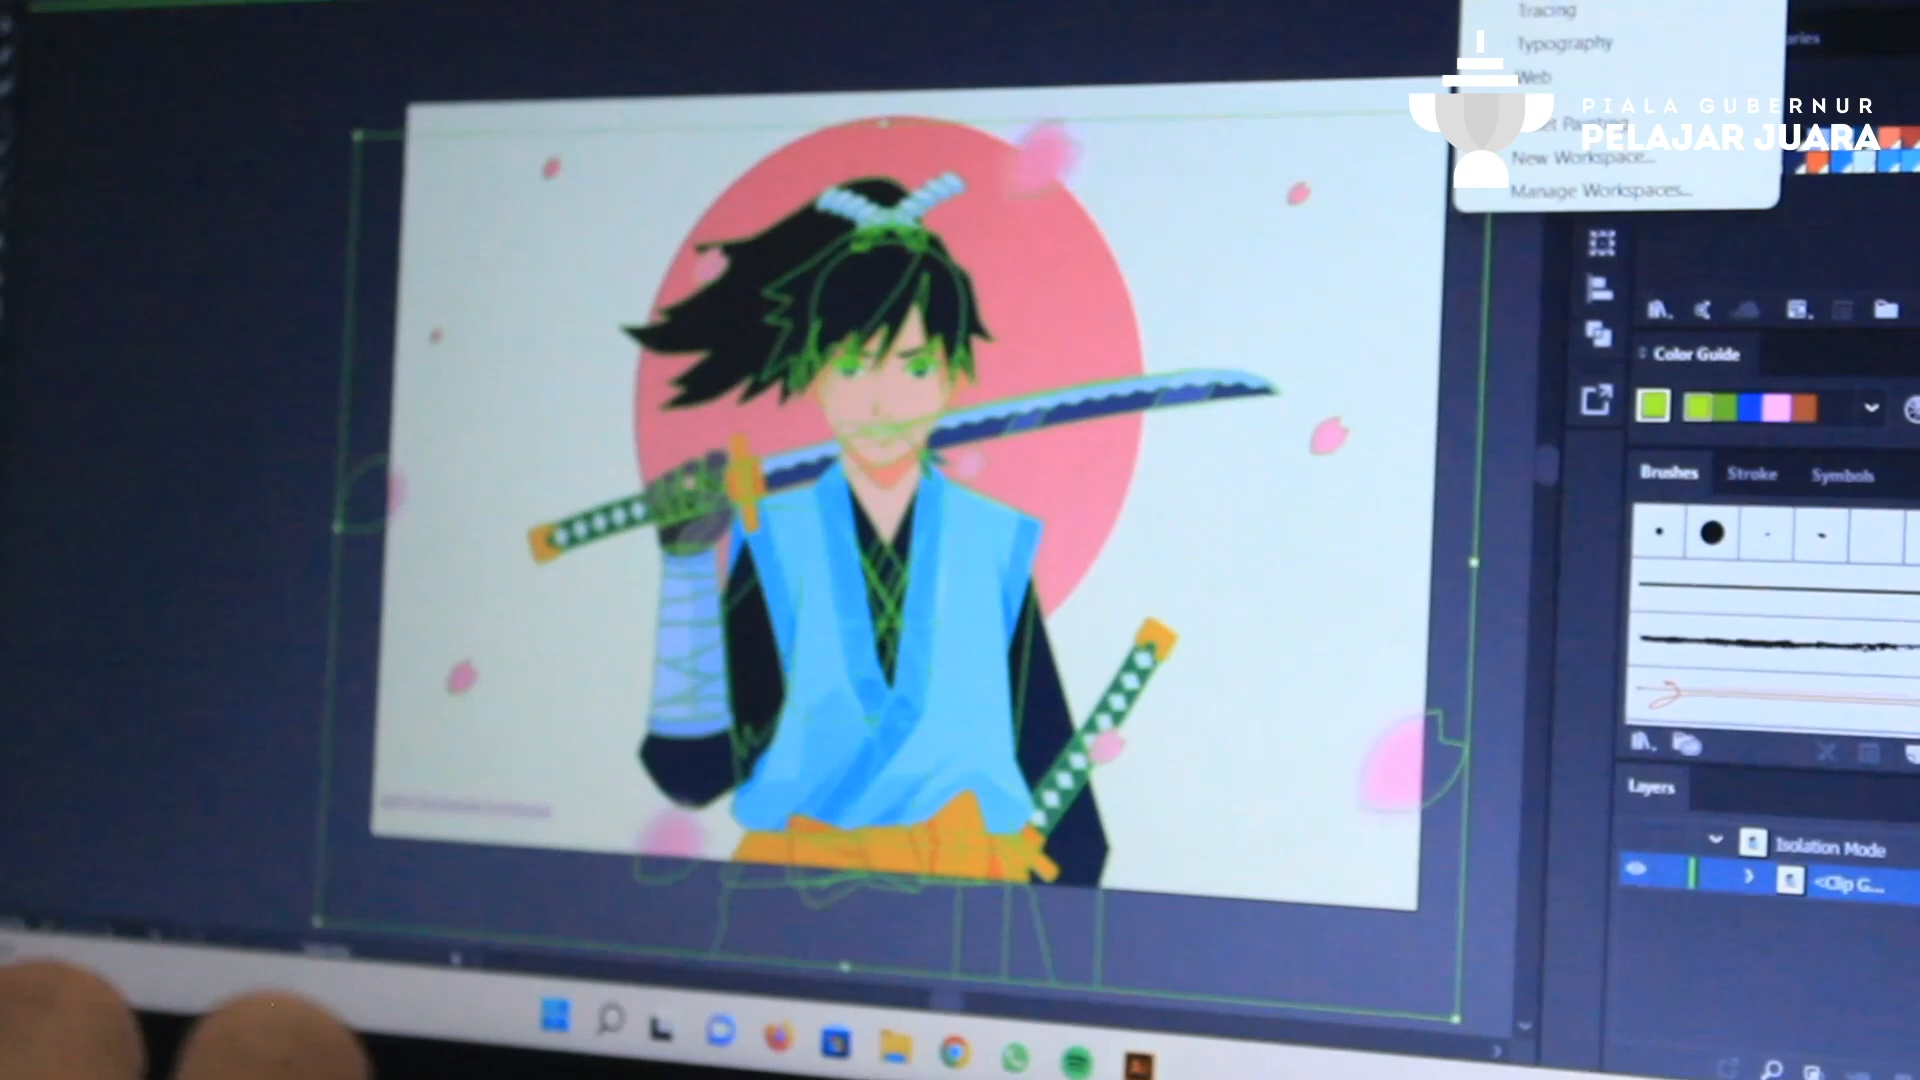 Tracing
Typography
Web
New Workspace...
Manage Workspaces...
PIALA GUBERNUR
PELAJAR JUARA
Color Guide
Brushes
Stroke
Symbols
Layers
Isolation Mode
<Clip G...
Ai